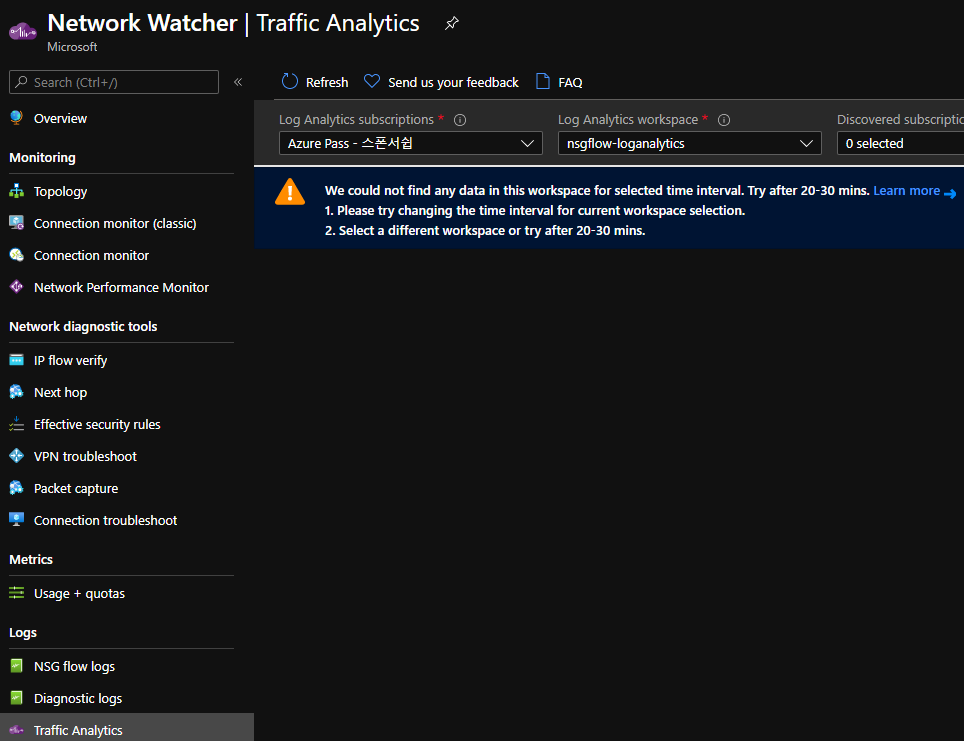 Network Watcher | Traffic Analytics
Microsoft
Search (Ctrl+/)
«
Overview
Monitoring
Topology
Connection monitor (classic)
Connection monitor
Network Performance Monitor
Network diagnostic tools
IP flow verify
Next hop
Effective security rules
VPN troubleshoot
Packet capture
Connection troubleshoot
Metrics
Usage + quotas
Logs
NSG flow logs
Diagnostic logs
Traffic Analytics
Refresh
Send us your feedback
FAQ
Log Analytics subscriptions *
Azure Pass - 스폰서쉽
Log Analytics workspace *
nsgflow-loganalytics
Discovered subscriptio
0 selected
We could not find any data in this workspace for selected time interval. Try after 20-30 mins. Learn more
1. Please try changing the time interval for current workspace selection.
2. Select a different workspace or try after 20-30 mins.